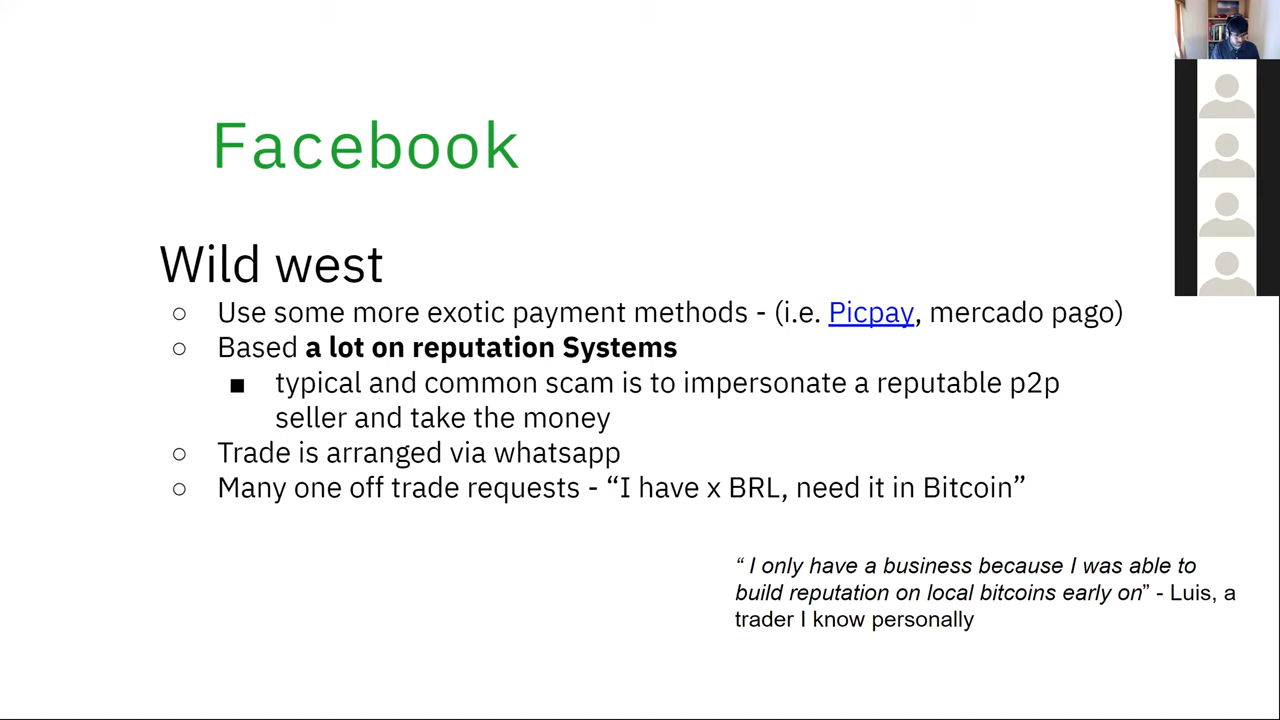 Facebook
Wild west
○ Use some more exotic payment methods - (i.e. Picpay, mercado pago)
○ Based a lot on reputation Systems
■ typical and common scam is to impersonate a reputable p2p
seller and take the money
○ Trade is arranged via whatsapp
○ Many one off trade requests - “I have x BRL, need it in Bitcoin”
“ I only have a business because I was able to
build reputation on local bitcoins early on” - Luis, a
trader I know personally